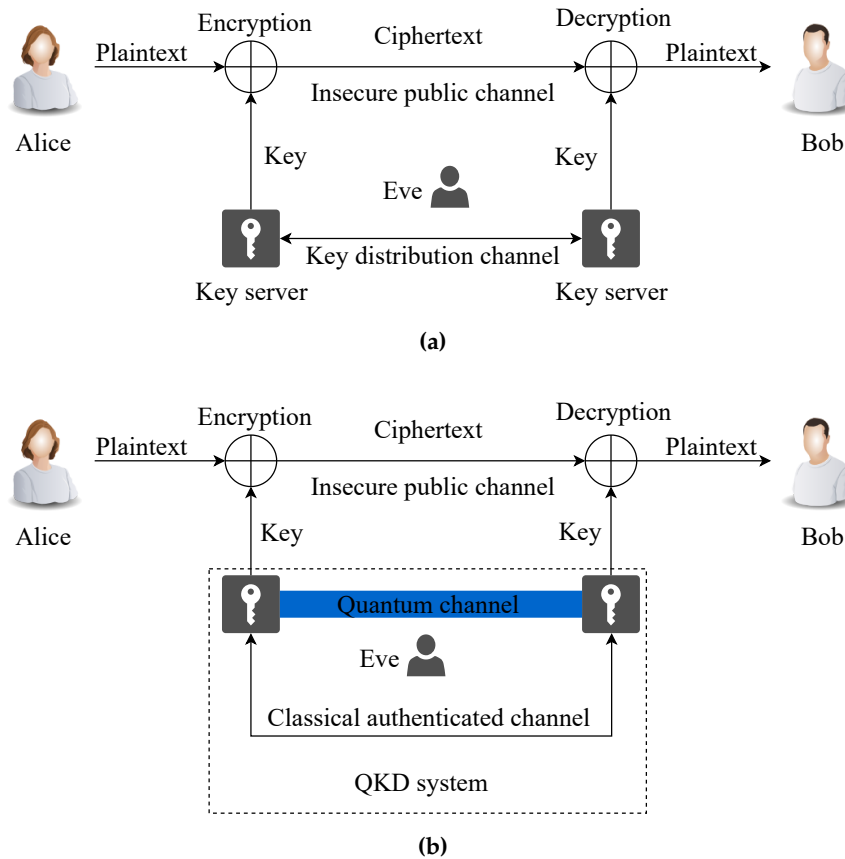 Encryption
Ciphertext
Decryption
Plaintext
Plaintext
Insecure public channel
Alice
Bob
Key
Key
Eve
Key distribution channel
Key server
Key server
(a)
Encryption
Ciphertext
Decryption
Plaintext
Plaintext
Insecure public channel
Alice
Bob
Key
Key
Quantum channel
Eve
Classical authenticated channel
QKD system
(b)